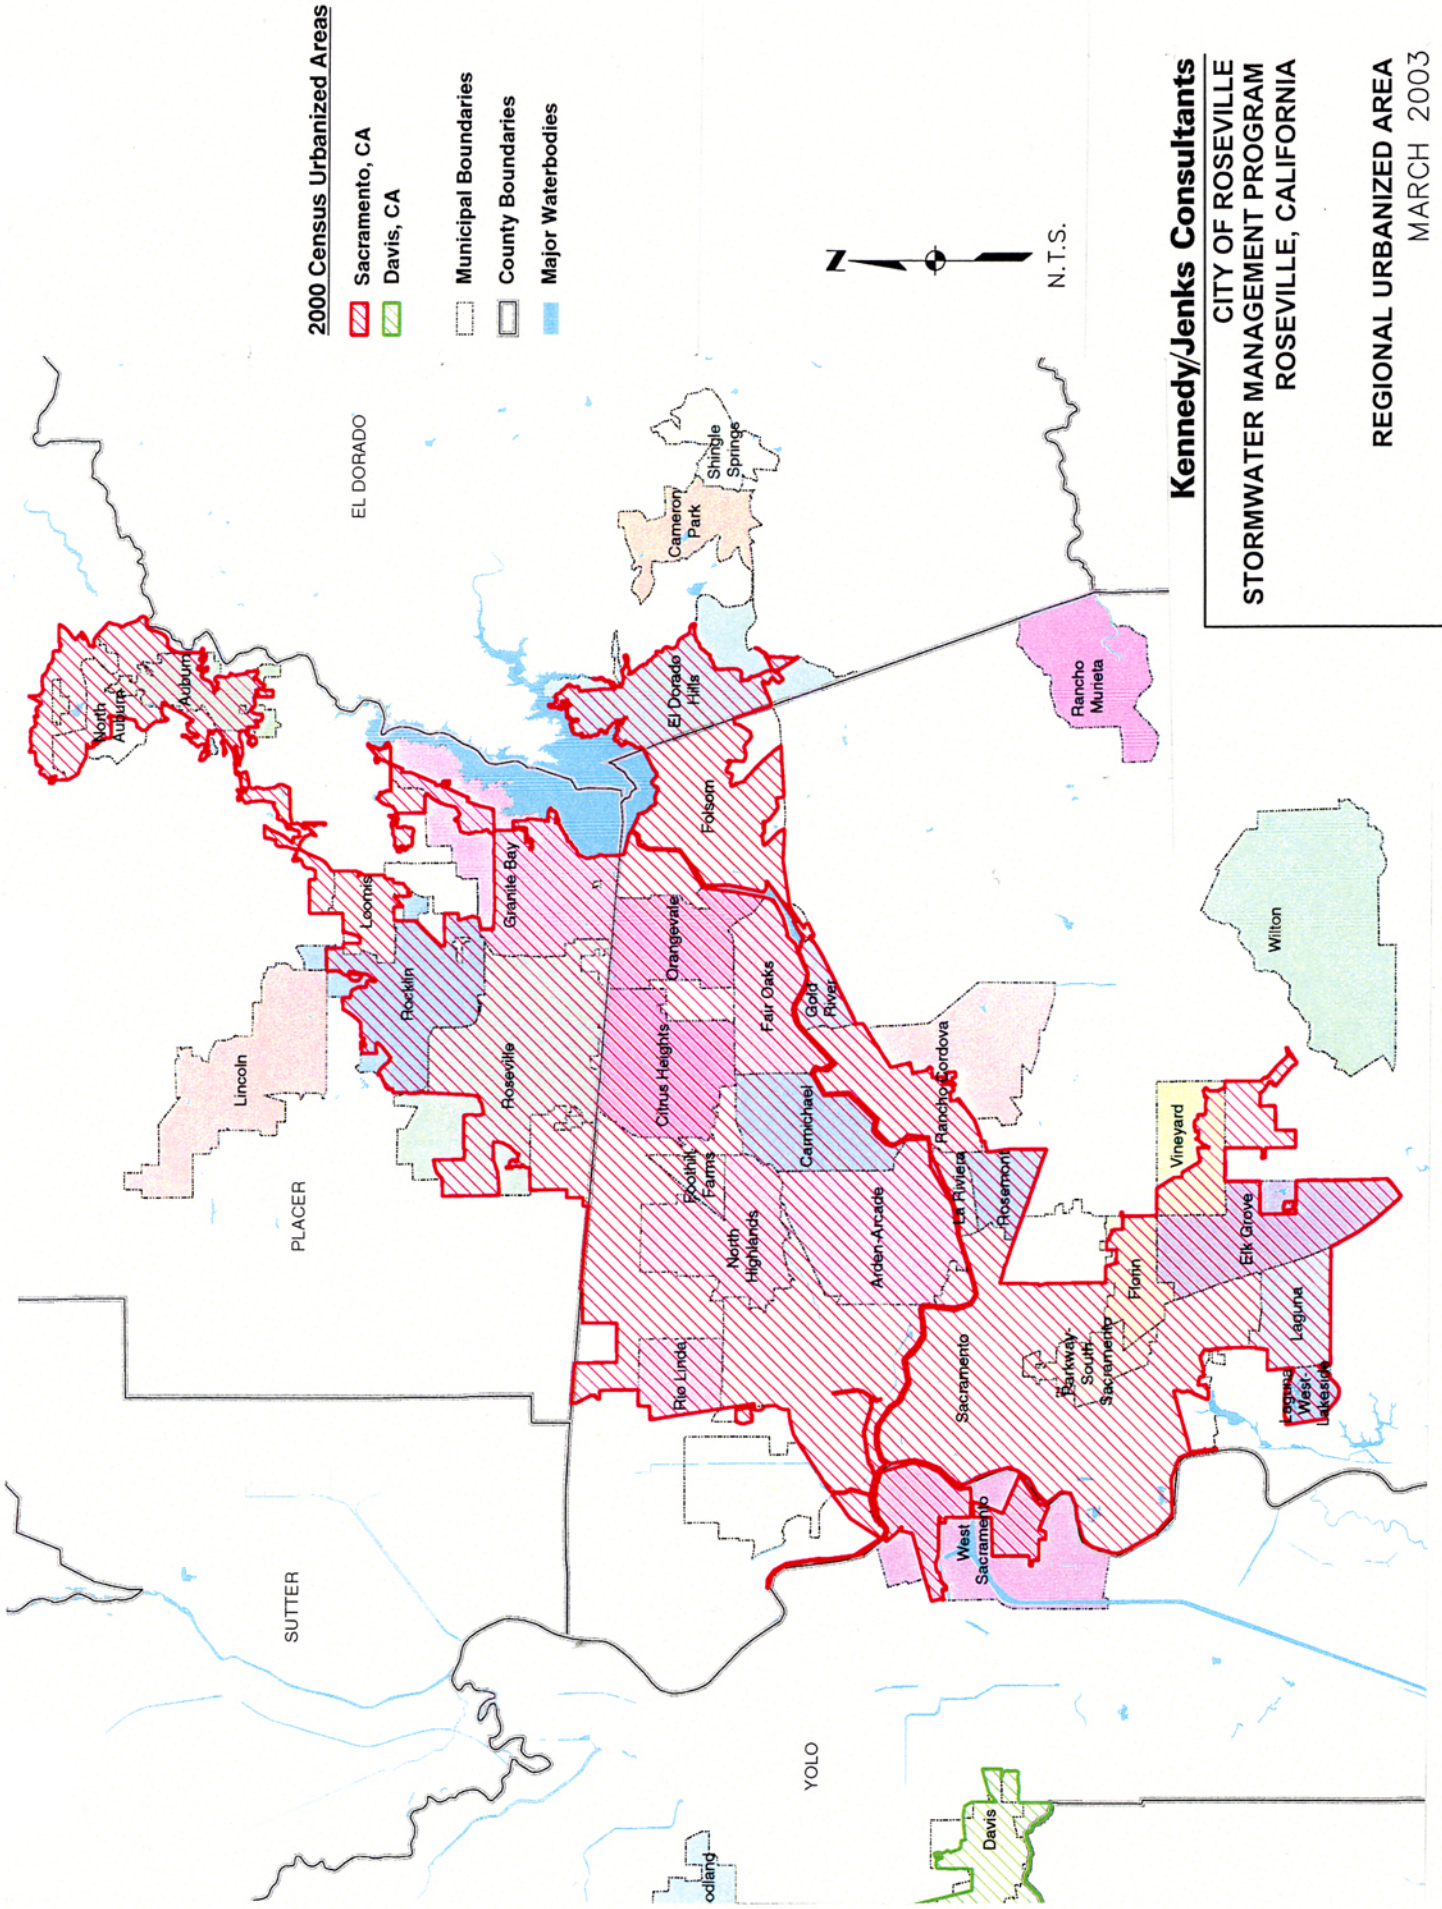 2000 Census Urbanized Areas
Sacramento, CA
Davis, CA
Municipal Boundaries
County Boundaries
Major Waterbodies
EL DORADO
PLACER
SUTTER
YOLO
North
Auburn
Auburn
Loomis
Lincoln
Rocklin
Granite Bay
Roseville
El Dorado
Hills
Cameron
Park
Shingle
Springs
Folsom
Orangevale
Citrus Heights
Fair Oaks
Gold
River
Foothill
Farms
North
Highlands
Carmichael
Arden-Arcade
Rio Linda
Rancho Cordova
La Riviera
Rosemont
Rancho
Murieta
Wilton
Vineyard
Florin
Elk Grove
Laguna
Laguna
West-
Lakeside
Parkway-
South
Sacramento
Sacramento
West
Sacramento
odland
Davis
N
N.T.S.
Kennedy/Jenks Consultants
CITY OF ROSEVILLE
STORMWATER MANAGEMENT PROGRAM
ROSEVILLE, CALIFORNIA
REGIONAL URBANIZED AREA
MARCH 2003